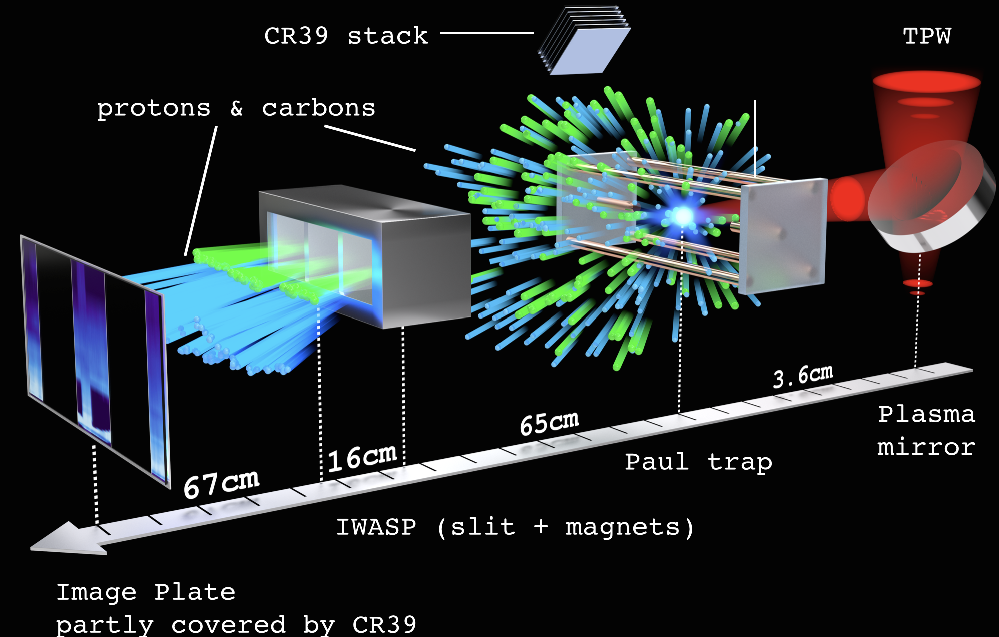 CR39 stack
TPW
protons & carbons
3.6cm
65cm
Plasma
mirror
16cm
Paul trap
67cm
IWASP (slit + magnets)
Image Plate
partly covered by CR39